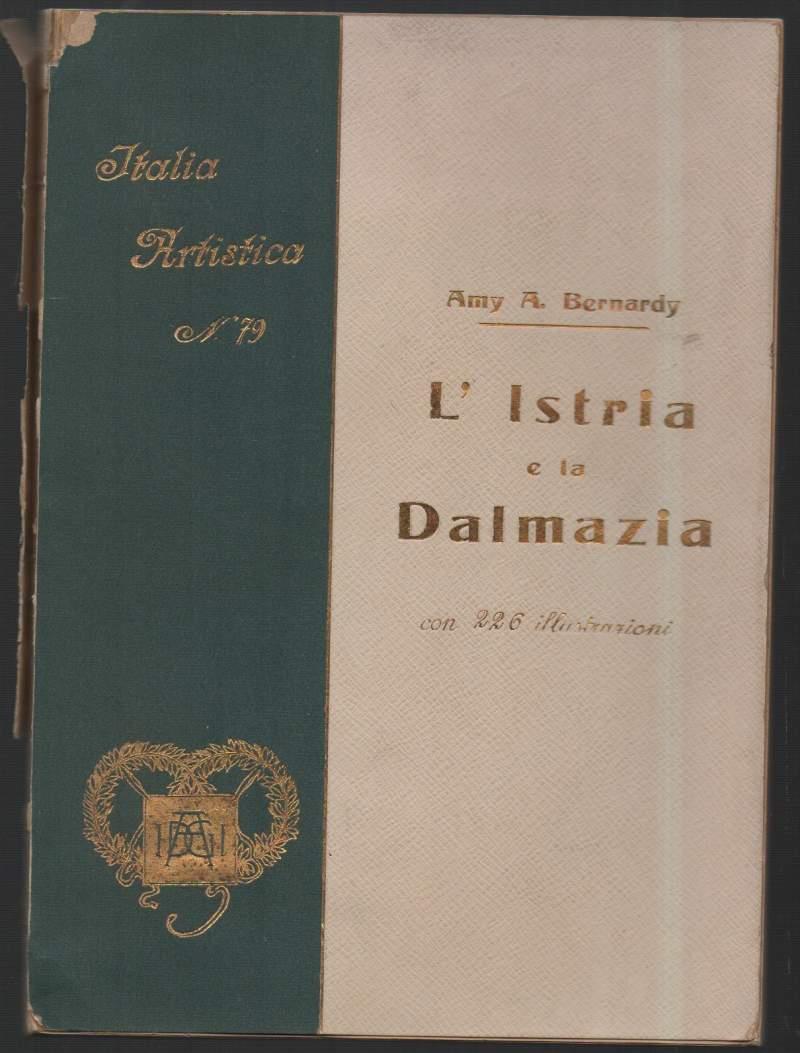 Italia
Artistica
N. 79
Amy A. Bernardy
L' Istria
e la
Dalmazia
con 226 illustrazioni